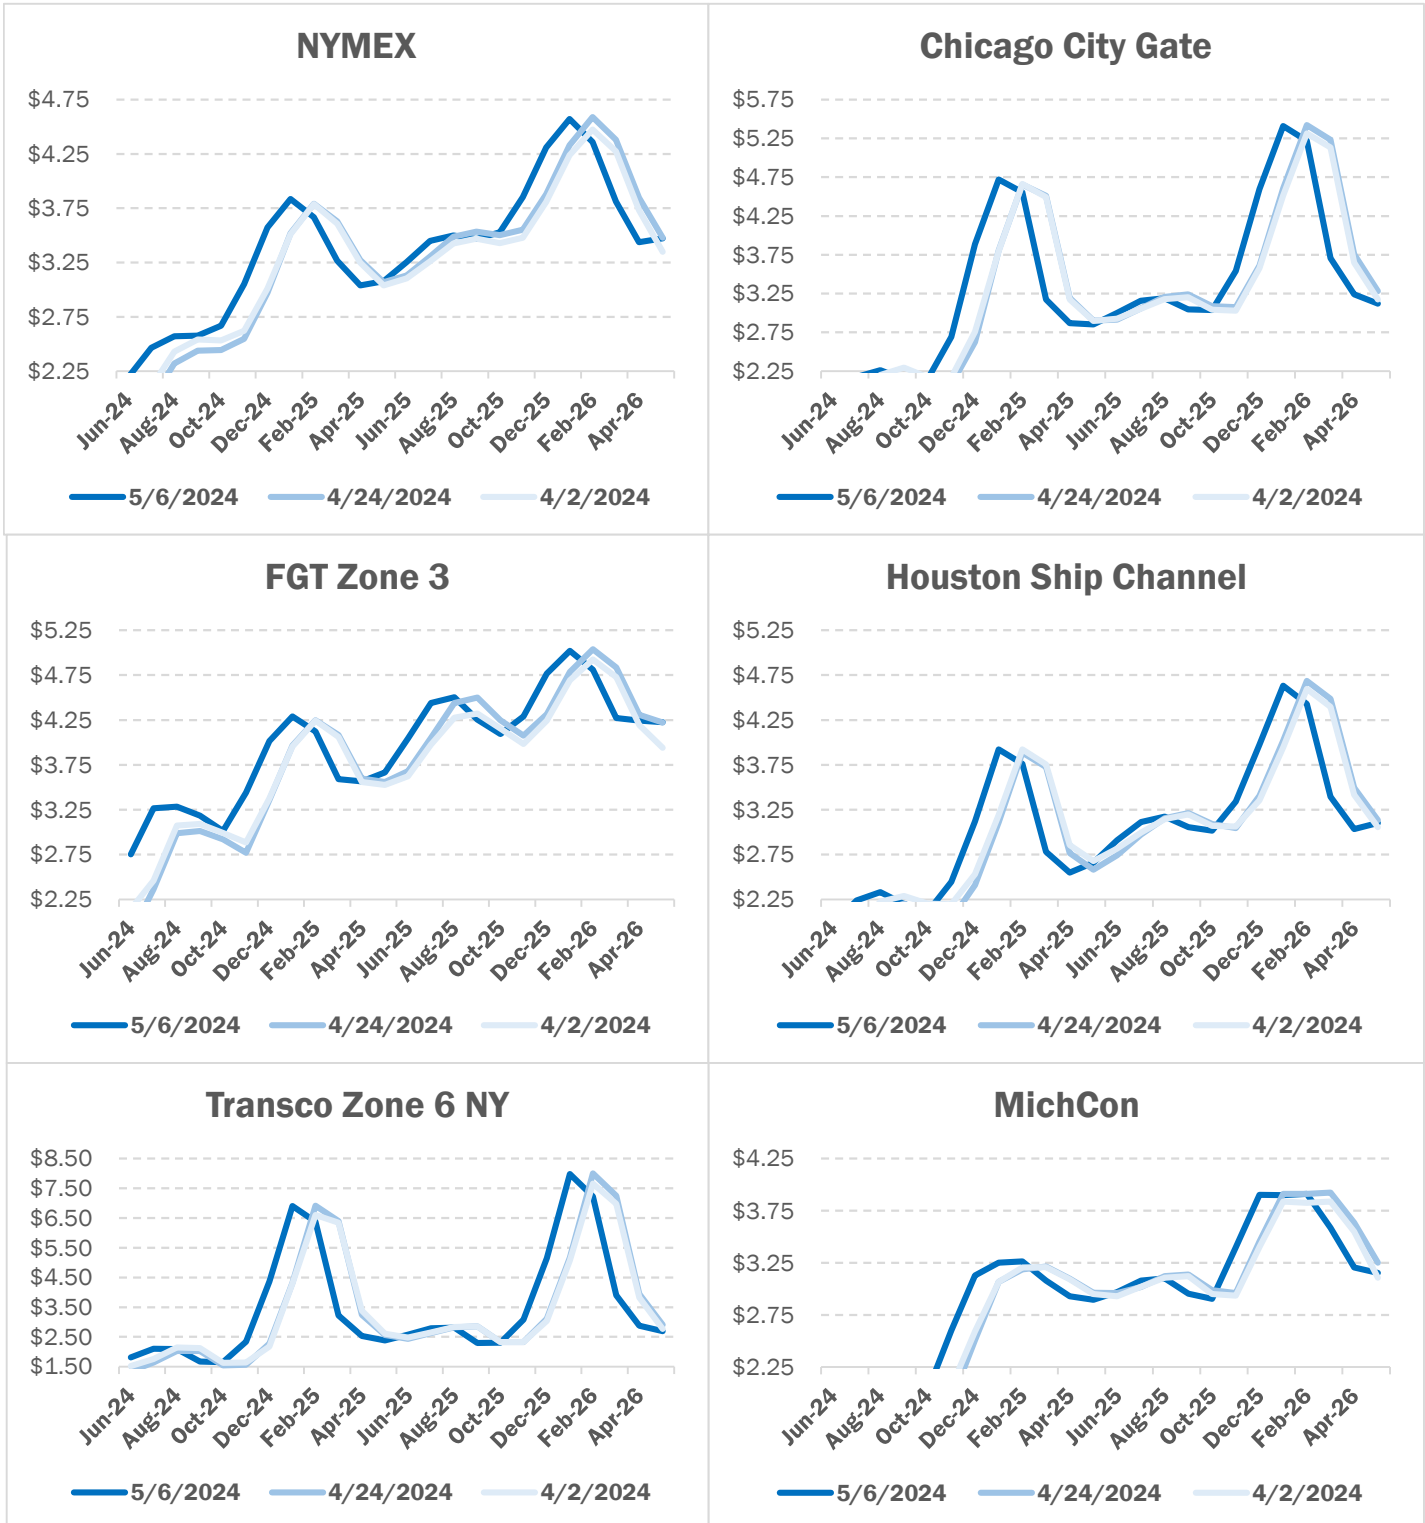 NYMEX
$4.75
$4.25
$3.75
$3.25
$2.75
$2.25
Jun-24 Aug-24 Oct-24 Dec-24 Feb-25 Apr-25 Jun-25 Aug-25 Oct-25 Dec-25 Feb-26 Apr-26
5/6/2024 4/24/2024 4/2/2024
Chicago City Gate
$5.75
$5.25
$4.75
$4.25
$3.75
$3.25
$2.75
$2.25
Jun-24 Aug-24 Oct-24 Dec-24 Feb-25 Apr-25 Jun-25 Aug-25 Oct-25 Dec-25 Feb-26 Apr-26
5/6/2024 4/24/2024 4/2/2024
FGT Zone 3
$5.25
$4.75
$4.25
$3.75
$3.25
$2.75
$2.25
Jun-24 Aug-24 Oct-24 Dec-24 Feb-25 Apr-25 Jun-25 Aug-25 Oct-25 Dec-25 Feb-26 Apr-26
5/6/2024 4/24/2024 4/2/2024
Houston Ship Channel
$5.25
$4.75
$4.25
$3.75
$3.25
$2.75
$2.25
Jun-24 Aug-24 Oct-24 Dec-24 Feb-25 Apr-25 Jun-25 Aug-25 Oct-25 Dec-25 Feb-26 Apr-26
5/6/2024 4/24/2024 4/2/2024
Transco Zone 6 NY
$8.50
$7.50
$6.50
$5.50
$4.50
$3.50
$2.50
$1.50
Jun-24 Aug-24 Oct-24 Dec-24 Feb-25 Apr-25 Jun-25 Aug-25 Oct-25 Dec-25 Feb-26 Apr-26
5/6/2024 4/24/2024 4/2/2024
MichCon
$4.25
$3.75
$3.25
$2.75
$2.25
Jun-24 Aug-24 Oct-24 Dec-24 Feb-25 Apr-25 Jun-25 Aug-25 Oct-25 Dec-25 Feb-26 Apr-26
5/6/2024 4/24/2024 4/2/2024